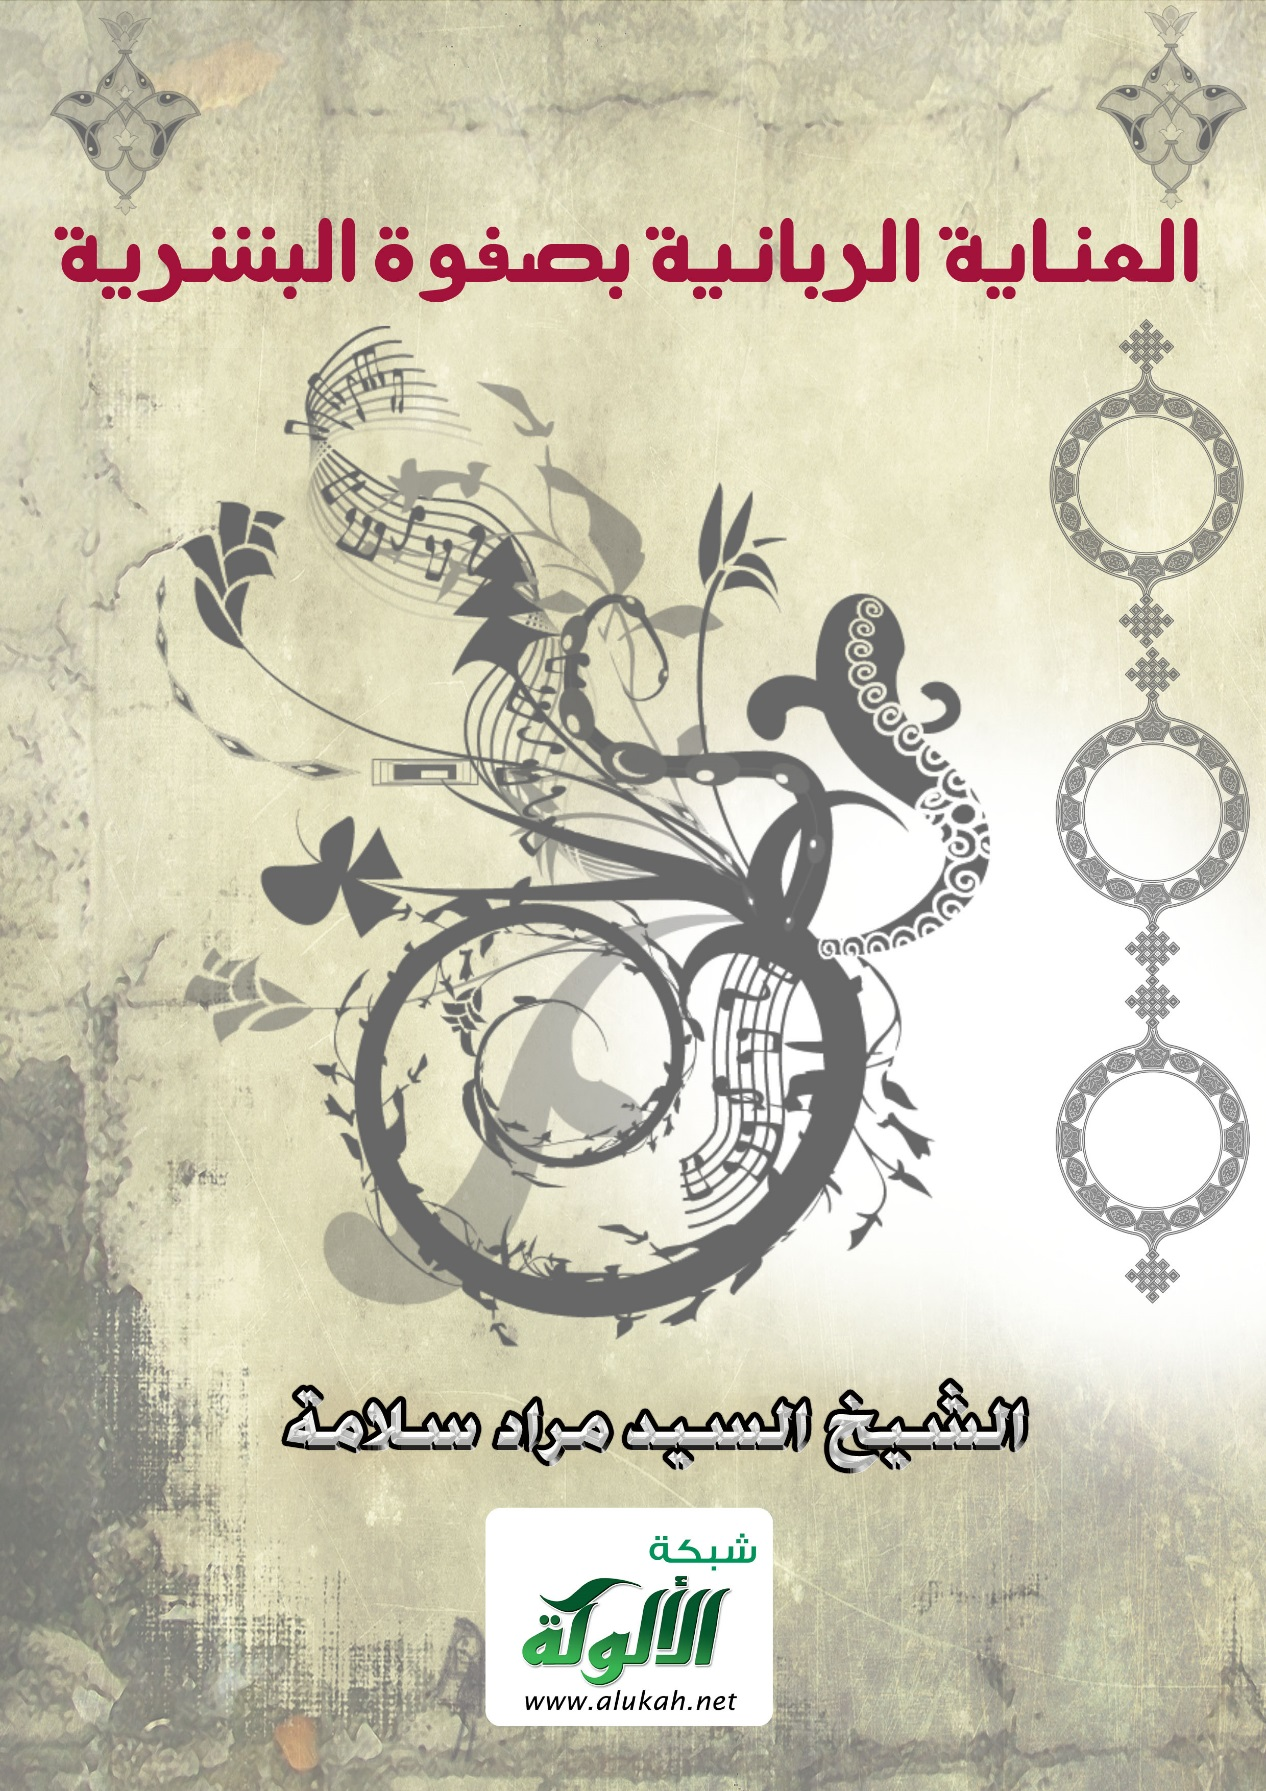 العناية الربانية بصفوة البشرية
الشيخ السيد مراد سلامة
شبكة
الألوكة
www.alukah.net